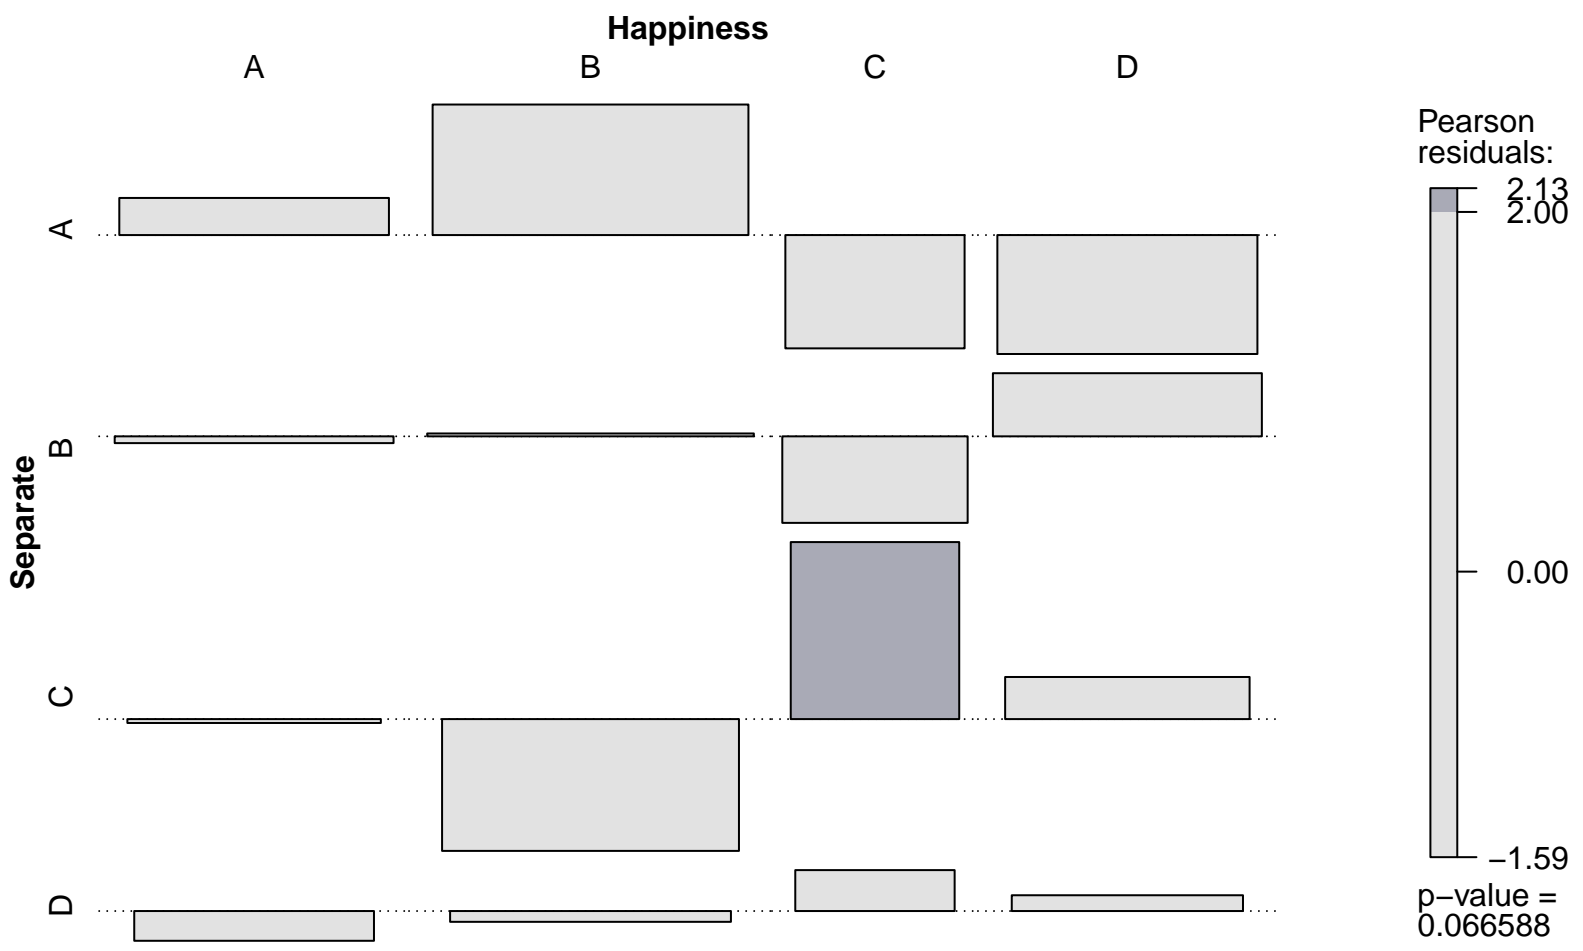 Happiness
A B C D
Pearson
residuals:
2.13
2.00
0.00
−1.59
p−value =
0.066588
Separate
A
B
C
D